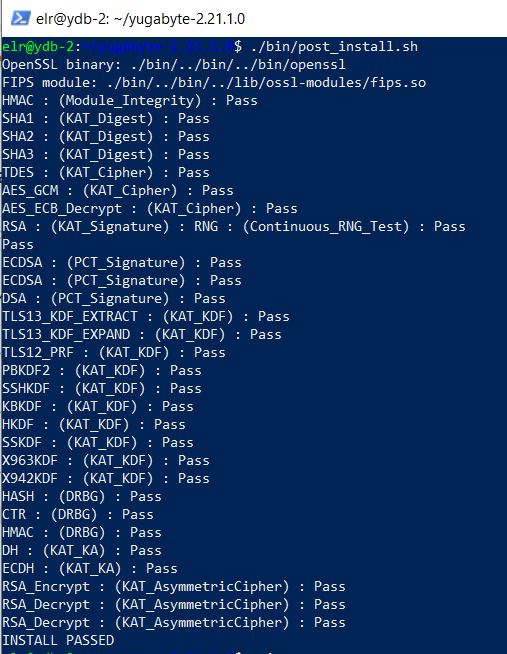 elr@ydb-2: ~/yugabyte-2.21.1.0
elr@ydb-2:~/yugabyte-2.21.1.0$ ./bin/post_install.sh
OpenSSL binary: ./bin/../bin/../bin/openssl
FIPS module: ./bin/../bin/../lib/ossl-modules/fips.so
HMAC : (Module_Integrity) : Pass
SHA1 : (KAT_Digest) : Pass
SHA2 : (KAT_Digest) : Pass
SHA3 : (KAT_Digest) : Pass
TDES : (KAT_Cipher) : Pass
AES_GCM : (KAT_Cipher) : Pass
AES_ECB_Decrypt : (KAT_Cipher) : Pass
RSA : (KAT_Signature) : RNG : (Continuous_RNG_Test) : Pass
Pass
ECDSA : (PCT_Signature) : Pass
ECDSA : (PCT_Signature) : Pass
DSA : (PCT_Signature) : Pass
TLS13_KDF_EXTRACT : (KAT_KDF) : Pass
TLS13_KDF_EXPAND : (KAT_KDF) : Pass
TLS12_PRF : (KAT_KDF) : Pass
PBKDF2 : (KAT_KDF) : Pass
SSHKDF : (KAT_KDF) : Pass
KBKDF : (KAT_KDF) : Pass
HKDF : (KAT_KDF) : Pass
SSKDF : (KAT_KDF) : Pass
X963KDF : (KAT_KDF) : Pass
X942KDF : (KAT_KDF) : Pass
HASH : (DRBG) : Pass
CTR : (DRBG) : Pass
HMAC : (DRBG) : Pass
DH : (KAT_KA) : Pass
ECDH : (KAT_KA) : Pass
RSA_Encrypt : (KAT_AsymmetricCipher) : Pass
RSA_Decrypt : (KAT_AsymmetricCipher) : Pass
RSA_Decrypt : (KAT_AsymmetricCipher) : Pass
INSTALL PASSED